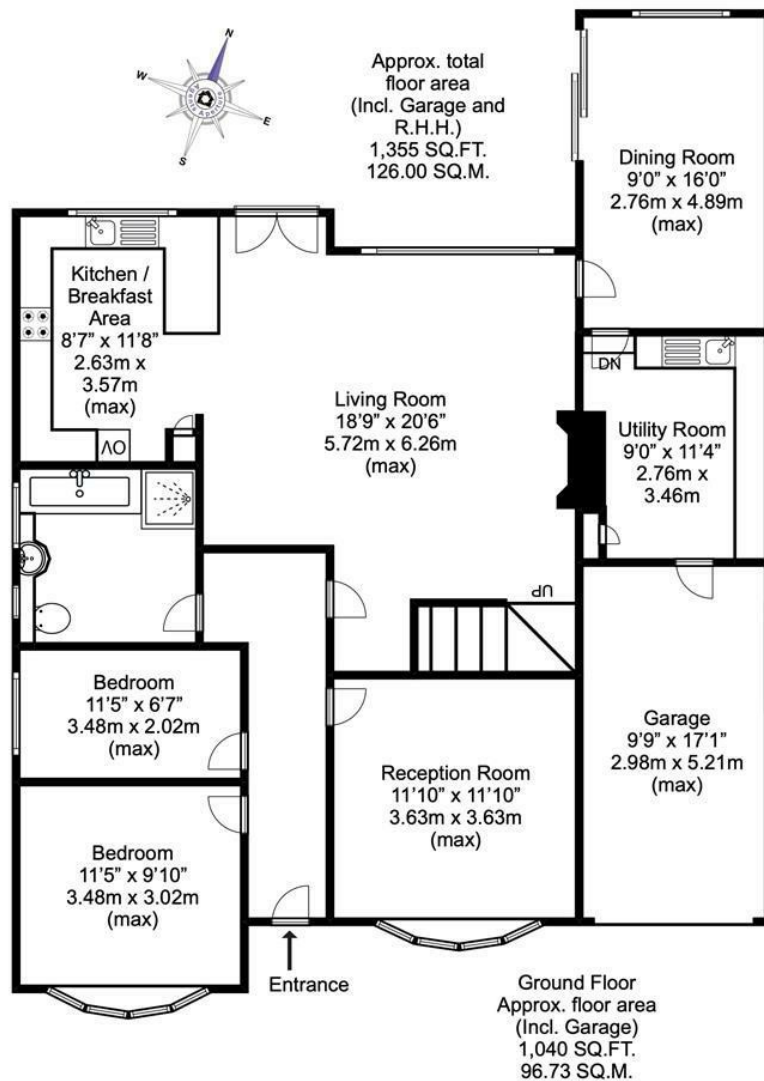 N
W
E
S
Approx. total
floor area
(Incl. Garage and
R.H.H.)
1,355 SQ.FT.
126.00 SQ.M.
Dining Room
9'0” x 16'0”
2.76m x 4.89m
(max)
Kitchen /
Breakfast
Area
8'7” x 11'8”
2.63m x
3.57m
(max)
OV
DN
Living Room
18'9” x 20'6”
5.72m x 6.26m
(max)
Utility Room
9'0” x 11'4”
2.76m x
3.46m
UP
Bedroom
11'5” x 6'7”
3.48m x 2.02m
(max)
Reception Room
11'10” x 11'10”
3.63m x 3.63m
(max)
Garage
9'9” x 17'1”
2.98m x 5.21m
(max)
Bedroom
11'5” x 9'10”
3.48m x 3.02m
(max)
Entrance
Ground Floor
Approx. floor area
(Incl. Garage)
1,040 SQ.FT.
96.73 SQ.M.